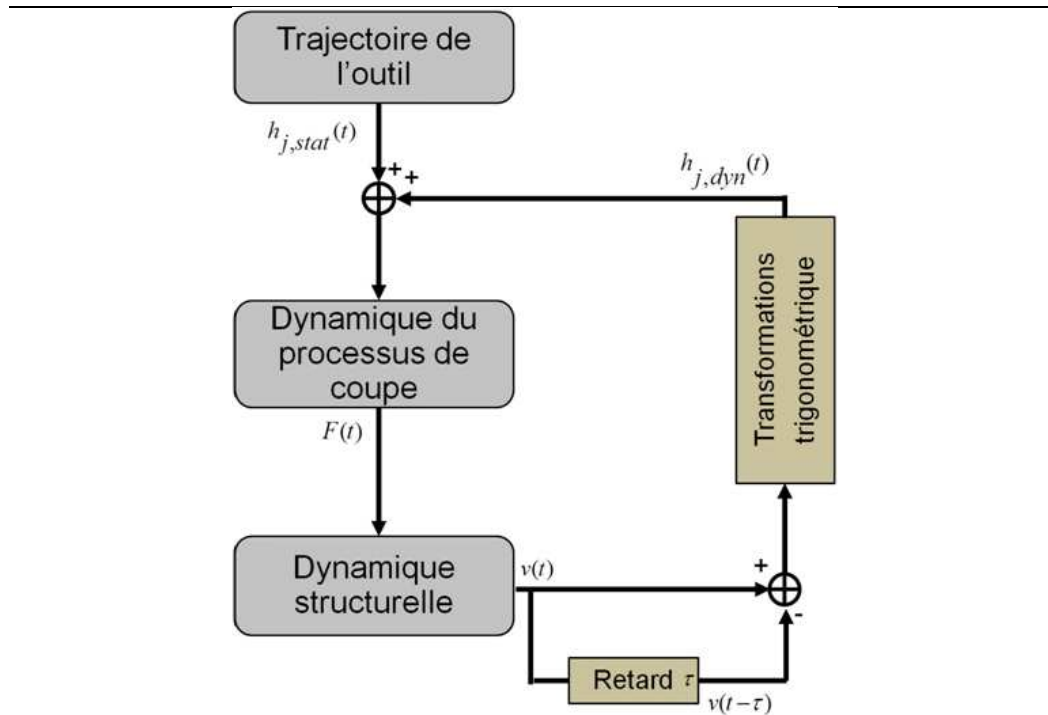 Trajectoire de
l'outil
h_{j,stat}(t)
+
+
h_{j,dyn}(t)
Transformations
trigonométrique
Dynamique du
processus de
coupe
F(t)
Dynamique
structurelle
v(t)
+
-
Retard τ
v(t-τ)